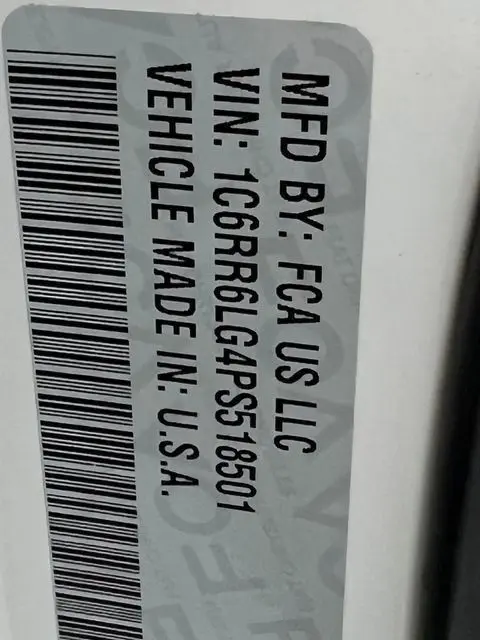 MFD BY: FCA US LLC
VIN: 1C6RR6LG4PS518501
VEHICLE MADE IN: U.S.A.